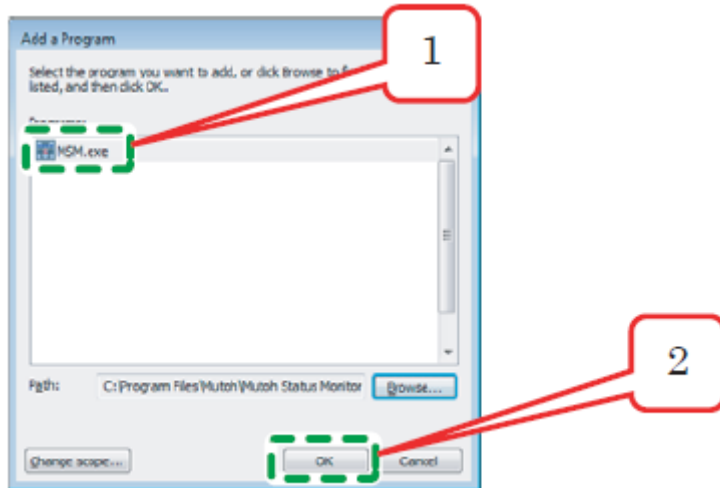 Add a Program
1
Select the program you want to add, or click Browse to
listed, and then click OK..
MSM.exe
Path:
C:\Program Files\Mutoh\Mutoh Status Monitor
Browse...
2
Change scope...
OK
Cancel